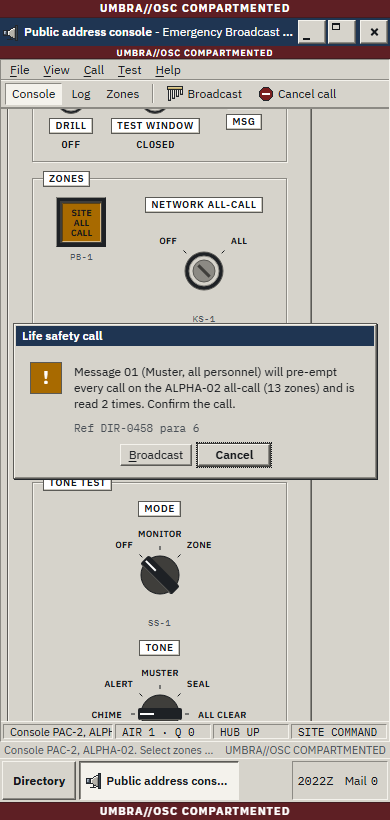 UMBRA//OSC COMPARTMENTED
Public address console - Emergency Broadcast ...
UMBRA//OSC COMPARTMENTED
File View Call Test Help
Console Log Zones Broadcast Cancel call
DRILL TEST WINDOW MSG
OFF CLOSED
ZONES
SITE ALL CALL
NETWORK ALL-CALL
OFF ALL
PB-1
KS-1
Life safety call
!
Message 01 (Muster, all personnel) will pre-empt
every call on the ALPHA-02 all-call (13 zones) and is
read 2 times. Confirm the call.
Ref DIR-0458 para 6
Broadcast Cancel
TONE TEST
MODE
MONITOR
OFF ZONE
SS-1
TONE
MUSTER
ALERT SEAL
CHIME ALL CLEAR
Console PAC-2, ALPH AIR 1 · Q 0 HUB UP SITE COMMAND
Console PAC-2, ALPHA-02. Select zones ... UMBRA//OSC COMPARTMENTED
Directory Public address cons... 2022Z Mail 0
UMBRA//OSC COMPARTMENTED